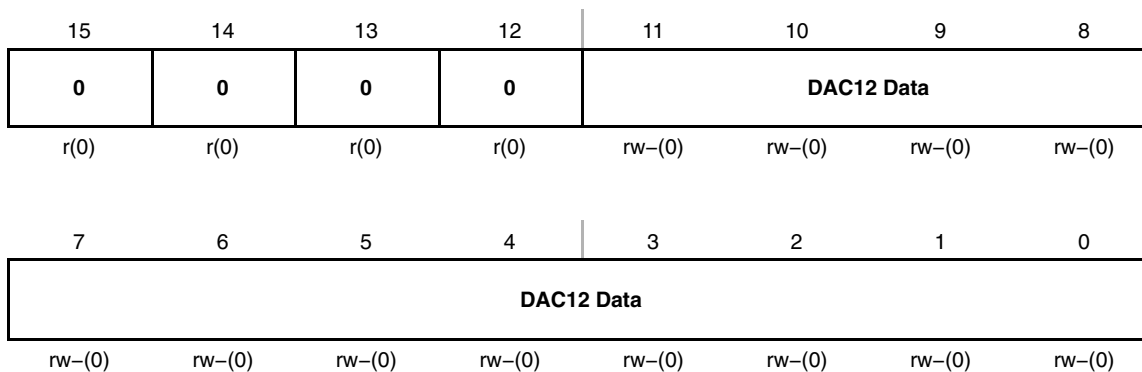 15 14 13 12 11 10 9 8
0 0 0 0 DAC12 Data
r(0) r(0) r(0) r(0) rw−(0) rw−(0) rw−(0) rw−(0)
7 6 5 4 3 2 1 0
DAC12 Data
rw−(0) rw−(0) rw−(0) rw−(0) rw−(0) rw−(0) rw−(0) rw−(0)